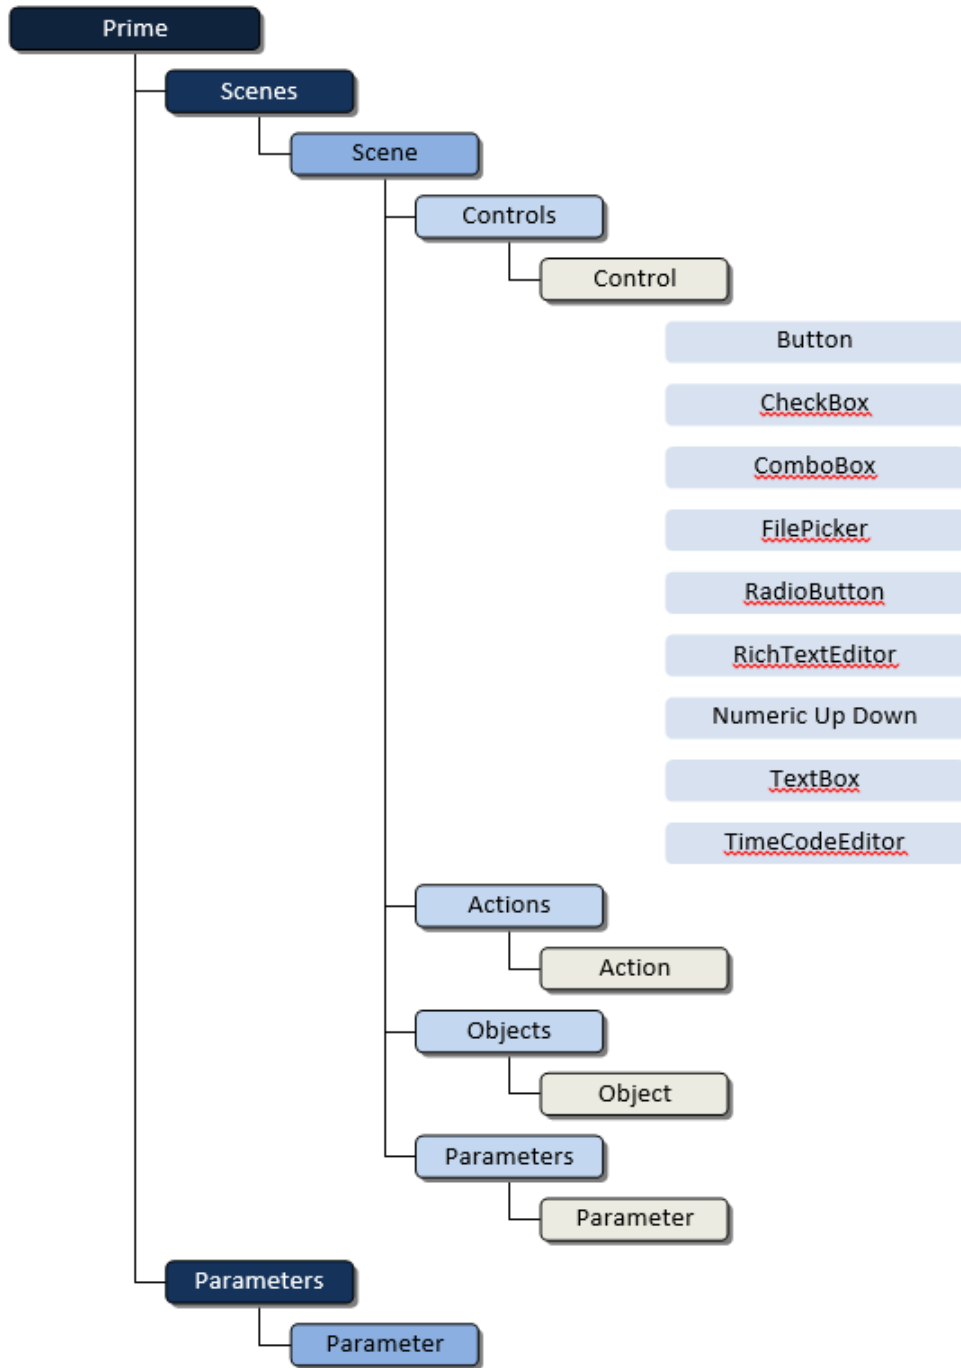 Prime
Scenes
Scene
Controls
Control
Button
CheckBox
ComboBox
FilePicker
RadioButton
RichTextEditor
Numeric Up Down
TextBox
TimeCodeEditor
Actions
Action
Objects
Object
Parameters
Parameter
Parameters
Parameter